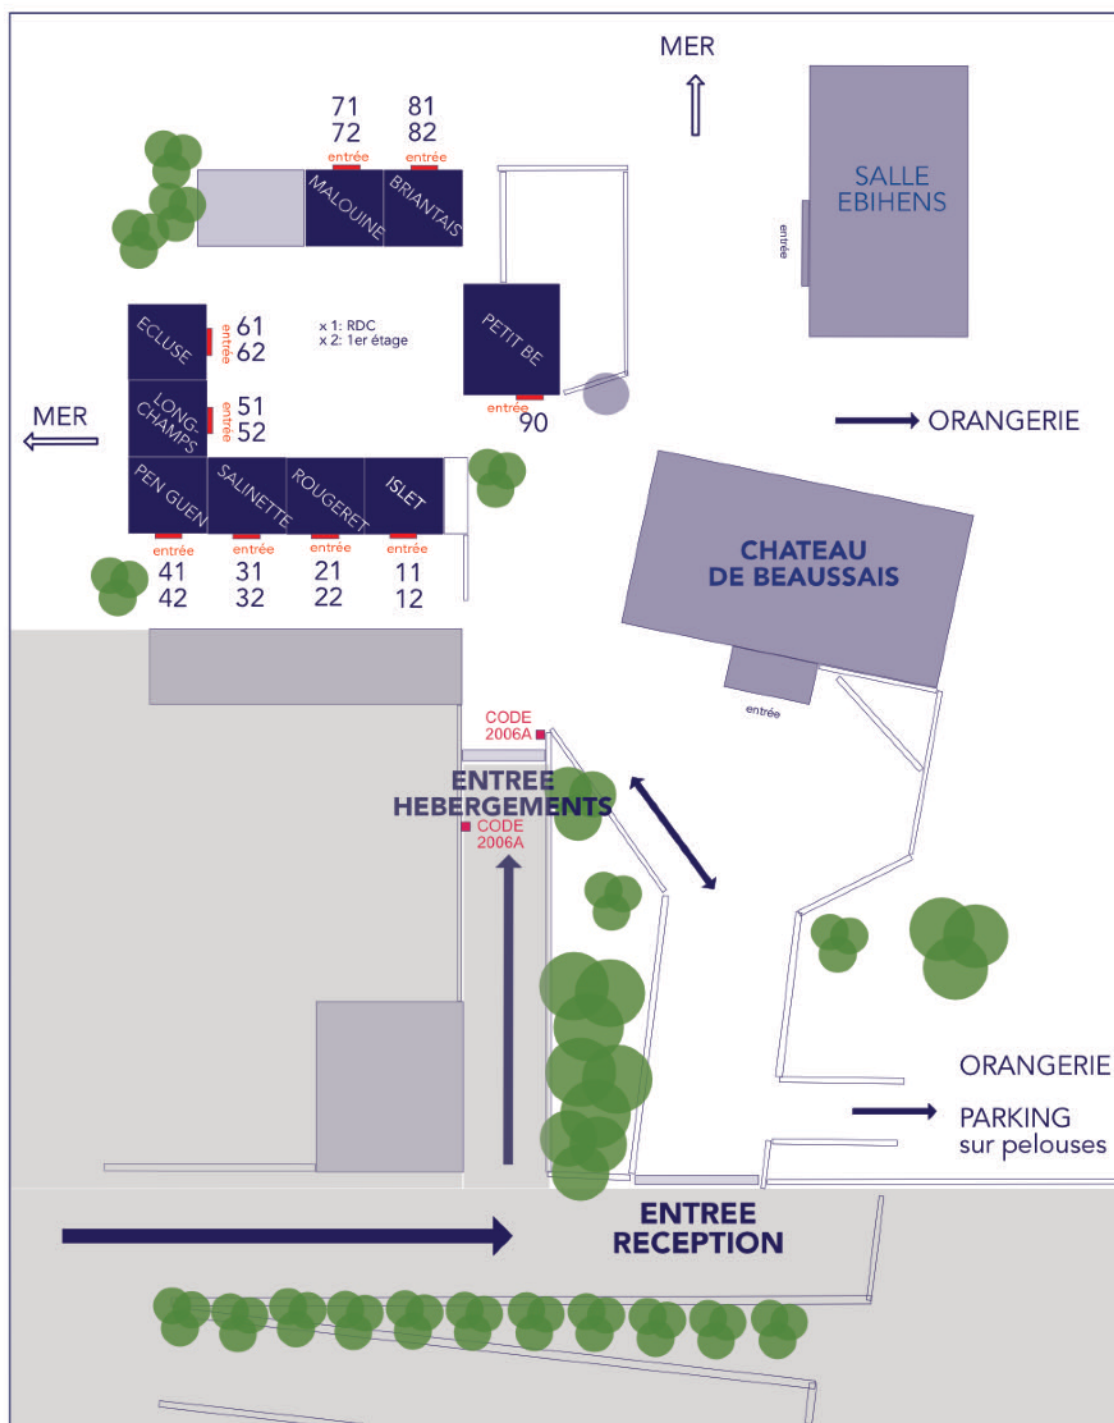 MER
71
72
entrée
81
82
entrée
MALOUINE
BRIANTAIS
SALLE
EBIHENS
entrée
ECLUSE
entrée
61
62
x 1: RDC
x 2: 1er étage
PETIT BE
entrée
90
LONG-
CHAMPS
entrée
51
52
MER
ORANGERIE
PEN GUEN
SALINETTE
ROUGERET
ISLET
entrée
41
42
entrée
31
32
entrée
21
22
entrée
11
12
CHATEAU
DE BEAUSSAIS
entrée
CODE
2006A
ENTREE
HEBERGEMENTS
CODE
2006A
ORANGERIE
PARKING
sur pelouses
ENTREE
RECEPTION